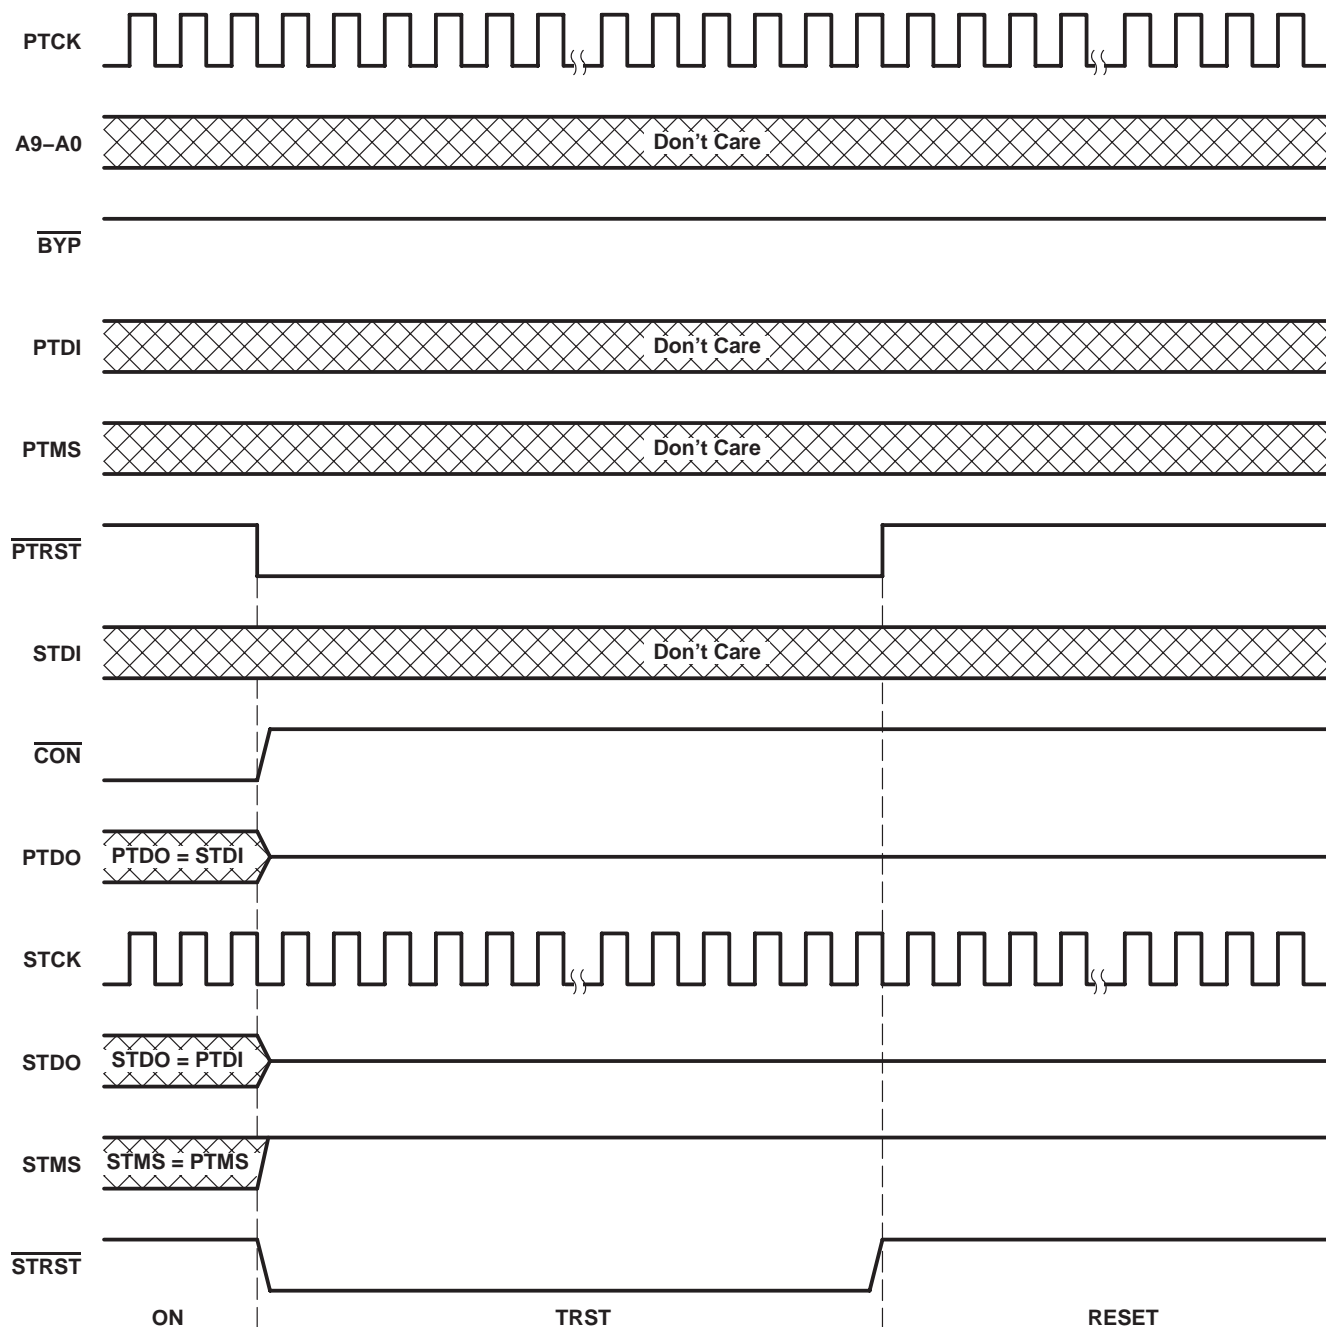 PTCK
A9–A0
Don't Care
BYP
PTDI
Don't Care
PTMS
Don't Care
PTRST
STDI
Don't Care
CON
PTDO
PTDO = STDI
STCK
STDO
STDO = PTDI
STMS
STMS = PTMS
STRST
ON TRST RESET